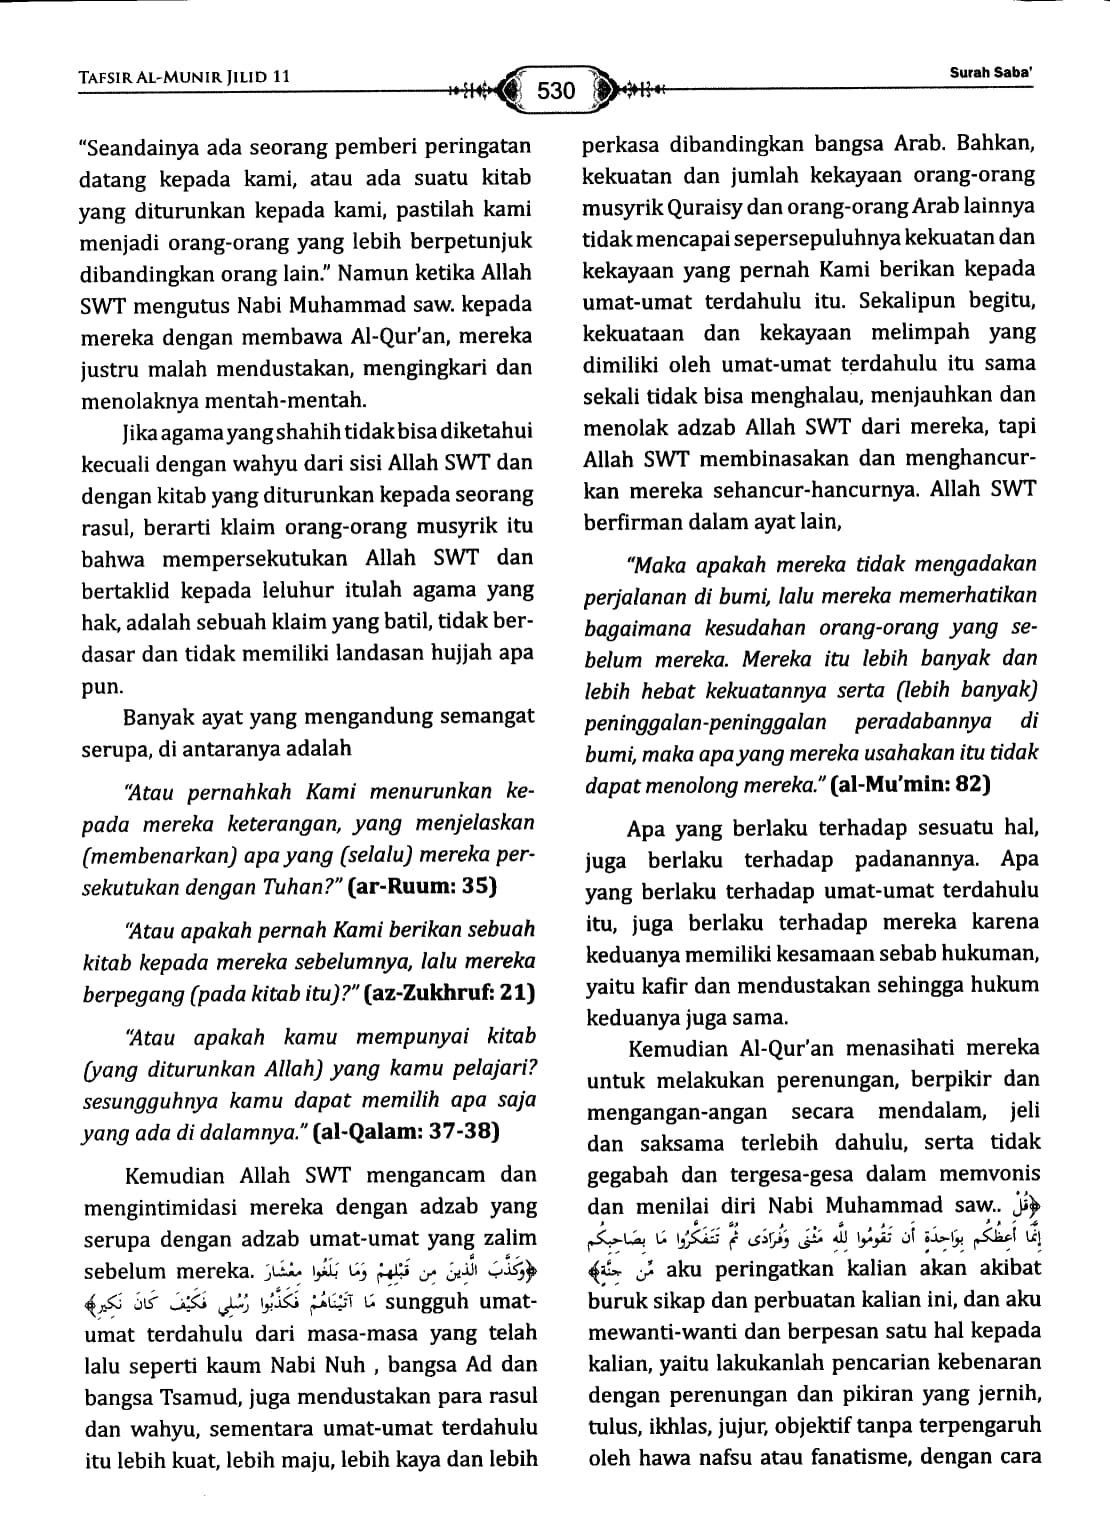 TAFSIR AL-MUNIR JILID 11
530
Surah Saba'
"Seandainya ada seorang pemberi peringatan
datang kepada kami, atau ada suatu kitab
yang diturunkan kepada kami, pastilah kami
menjadi orang-orang yang lebih berpetunjuk
dibandingkan orang lain." Namun ketika Allah
SWT mengutus Nabi Muhammad saw. kepada
mereka dengan membawa Al-Qur'an, mereka
justru malah mendustakan, mengingkari dan
menolaknya mentah-mentah.
Jika agama yang shahih tidak bisa diketahui
kecuali dengan wahyu dari sisi Allah SWT dan
dengan kitab yang diturunkan kepada seorang
rasul, berarti klaim orang-orang musyrik itu
bahwa mempersekutukan Allah SWT dan
bertaklid kepada leluhur itulah agama yang
hak, adalah sebuah klaim yang batil, tidak ber-
dasar dan tidak memiliki landasan hujjah apa
pun.
Banyak ayat yang mengandung semangat
serupa, di antaranya adalah
"Atau pernahkah Kami menurunkan ke-
pada mereka keterangan, yang menjelaskan
(membenarkan) apa yang (selalu) mereka per-
sekutukan dengan Tuhan?" (ar-Ruum: 35)
"Atau apakah pernah Kami berikan sebuah
kitab kepada mereka sebelumnya, lalu mereka
berpegang (pada kitab itu)?" (az-Zukhruf: 21)
"Atau apakah kamu mempunyai kitab
(yang diturunkan Allah) yang kamu pelajari?
sesungguhnya kamu dapat memilih apa saja
yang ada di dalamnya." (al-Qalam: 37-38)
Kemudian Allah SWT mengancam dan
mengintimidasi mereka dengan adzab yang
serupa dengan adzab umat-umat yang zalim
sebelum mereka. ﴿وَكَذَّبَ الَّذِينَ مِن قَبْلِهِمْ وَمَا بَلَغُوا مِعْشَارَ
مَا آتَيْنَاهُمْ فَكَذَّبُوا رُسُلِي فَكَيْفَ كَانَ نَكِيرِ﴾ sungguh umat-
umat terdahulu dari masa-masa yang telah
lalu seperti kaum Nabi Nuh , bangsa Ad dan
bangsa Tsamud, juga mendustakan para rasul
dan wahyu, sementara umat-umat terdahulu
itu lebih kuat, lebih maju, lebih kaya dan lebih
perkasa dibandingkan bangsa Arab. Bahkan,
kekuatan dan jumlah kekayaan orang-orang
musyrik Quraisy dan orang-orang Arab lainnya
tidak mencapai sepersepuluhnya kekuatan dan
kekayaan yang pernah Kami berikan kepada
umat-umat terdahulu itu. Sekalipun begitu,
kekuataan dan kekayaan melimpah yang
dimiliki oleh umat-umat terdahulu itu sama
sekali tidak bisa menghalau, menjauhkan dan
menolak adzab Allah SWT dari mereka, tapi
Allah SWT membinasakan dan menghancur-
kan mereka sehancur-hancurnya. Allah SWT
berfirman dalam ayat lain,
"Maka apakah mereka tidak mengadakan
perjalanan di bumi, lalu mereka memerhatikan
bagaimana kesudahan orang-orang yang se-
belum mereka. Mereka itu lebih banyak dan
lebih hebat kekuatannya serta (lebih banyak)
peninggalan-peninggalan peradabannya di
bumi, maka apa yang mereka usahakan itu tidak
dapat menolong mereka." (al-Mu'min: 82)
Apa yang berlaku terhadap sesuatu hal,
juga berlaku terhadap padanannya. Apa
yang berlaku terhadap umat-umat terdahulu
itu, juga berlaku terhadap mereka karena
keduanya memiliki kesamaan sebab hukuman,
yaitu kafir dan mendustakan sehingga hukum
keduanya juga sama.
Kemudian Al-Qur'an menasihati mereka
untuk melakukan perenungan, berpikir dan
mengangan-angan secara mendalam, jeli
dan saksama terlebih dahulu, serta tidak
gegabah dan tergesa-gesa dalam memvonis
dan menilai diri Nabi Muhammad saw.. ﴿قُلْ
إِنَّمَا أَعِظُكُم بِوَاحِدَةٍ أَن تَقُومُوا لِلَّهِ مَثْنَى وَفُرَادَى ثُمَّ تَتَفَكَّرُوا مَا بِصَاحِبِكُم
مِّن جِنَّةٍ﴾ aku peringatkan kalian akan akibat
buruk sikap dan perbuatan kalian ini, dan aku
mewanti-wanti dan berpesan satu hal kepada
kalian, yaitu lakukanlah pencarian kebenaran
dengan perenungan dan pikiran yang jernih,
tulus, ikhlas, jujur, objektif tanpa terpengaruh
oleh hawa nafsu atau fanatisme, dengan cara